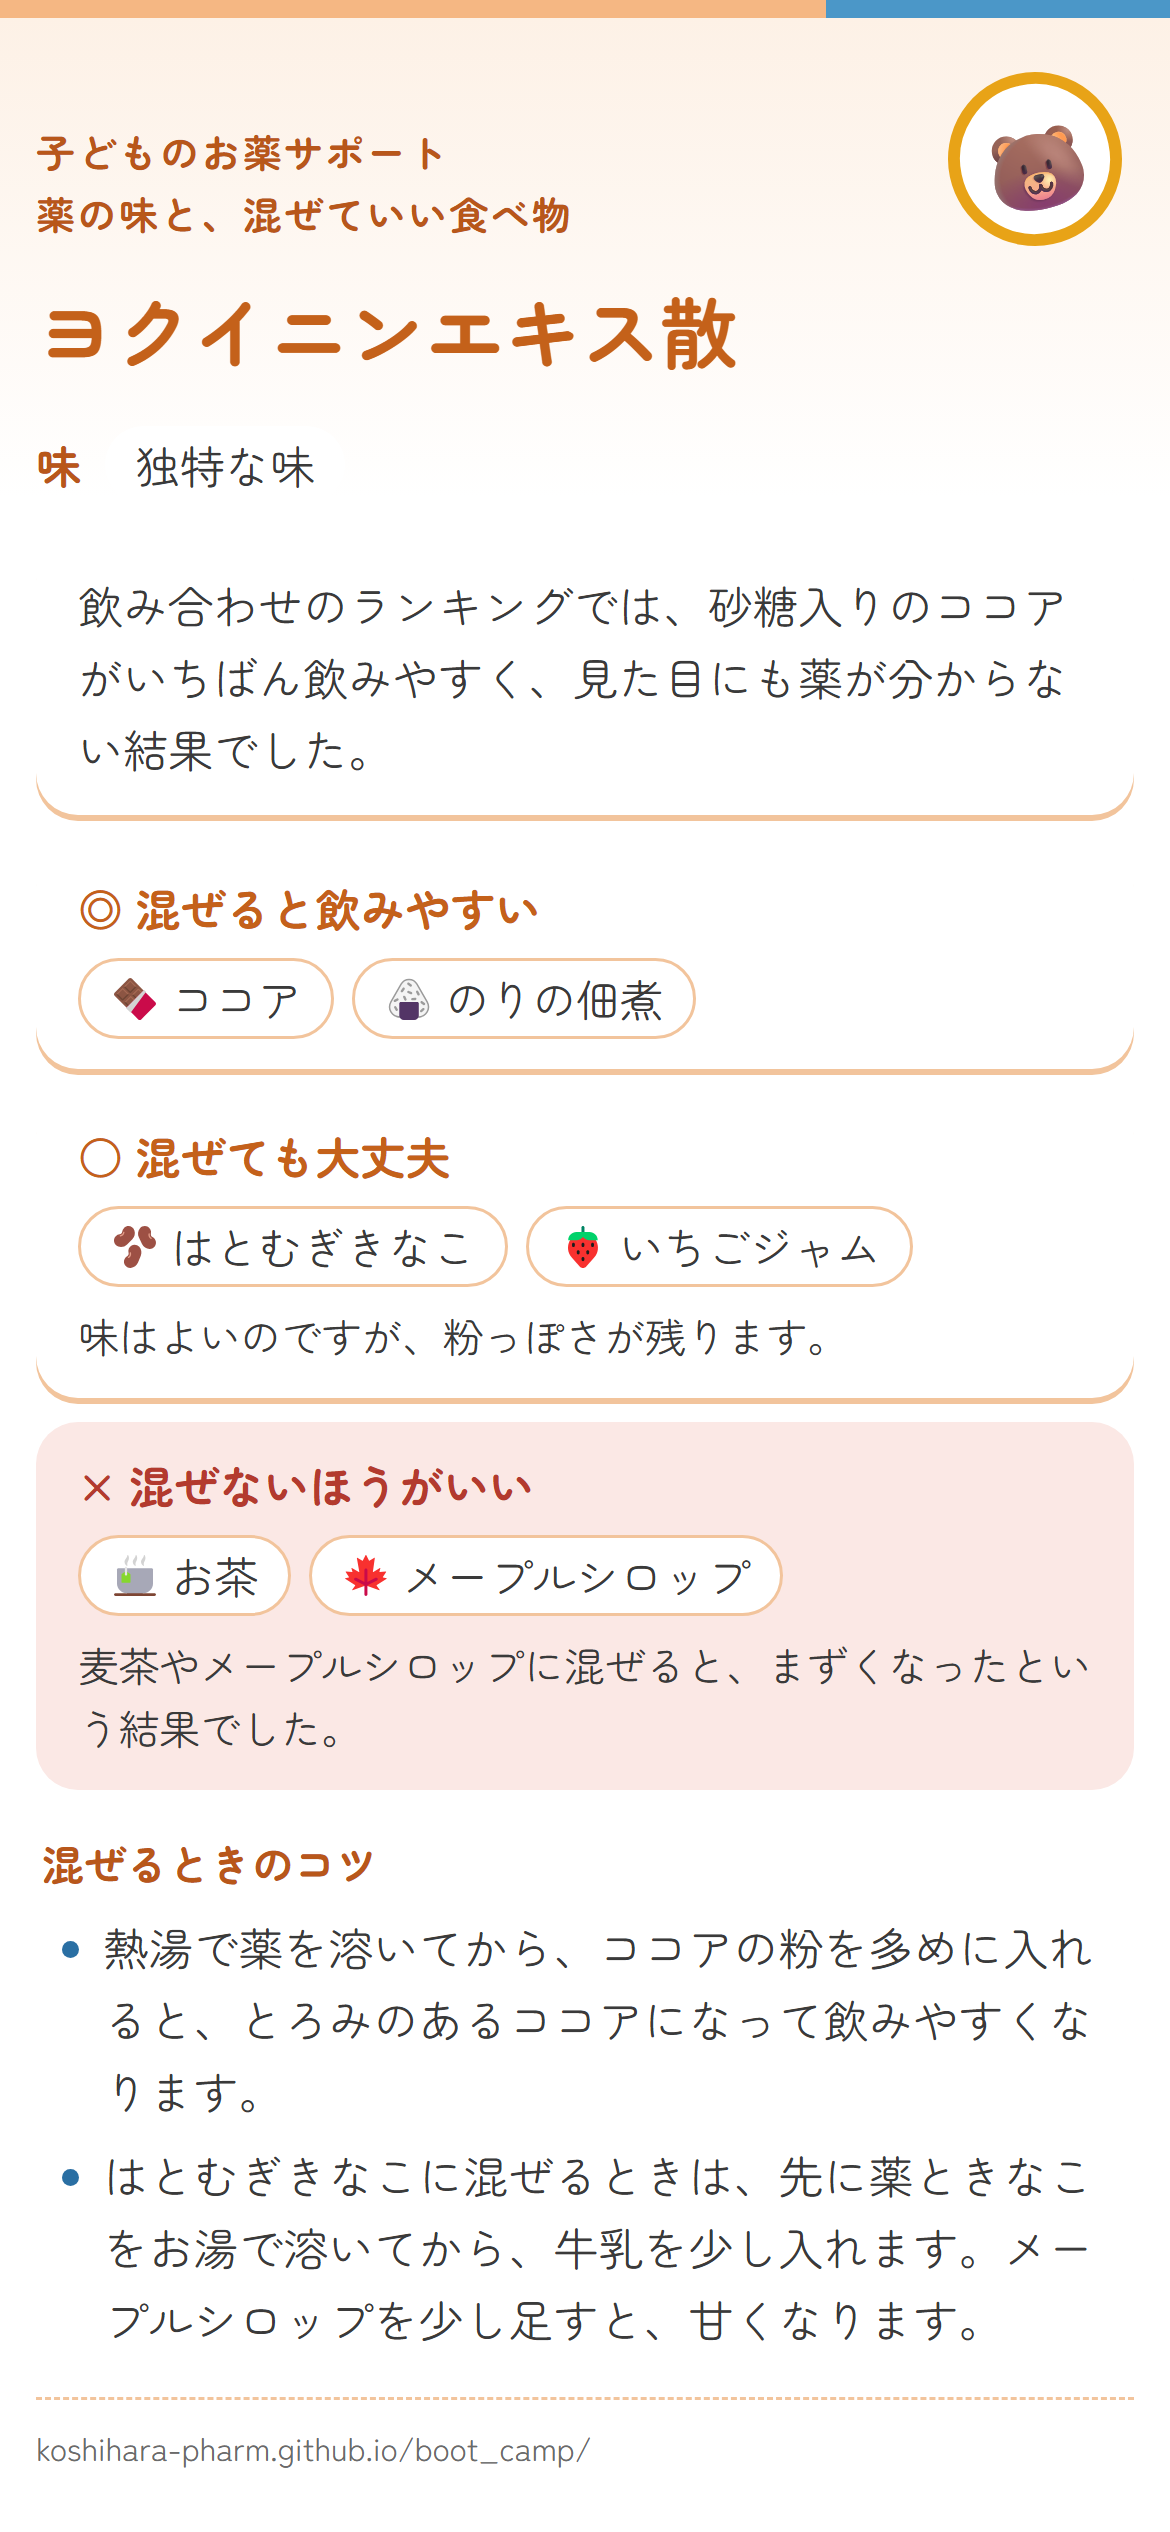 子どものお薬サポート
薬の味と、混ぜていい食べ物
ヨクイニンエキス散
味 独特な味
飲み合わせのランキングでは、砂糖入りのココア
がいちばん飲みやすく、見た目にも薬が分からな
い結果でした。
◎ 混ぜると飲みやすい
ココア のりの佃煮
○ 混ぜても大丈夫
はとむぎきなこ いちごジャム
味はよいのですが、粉っぽさが残ります。
× 混ぜないほうがいい
お茶 メープルシロップ
麦茶やメープルシロップに混ぜると、まずくなったとい
う結果でした。
混ぜるときのコツ
熱湯で薬を溶いてから、ココアの粉を多めに入れ
ると、とろみのあるココアになって飲みやすくな
ります。
はとむぎきなこに混ぜるときは、先に薬ときなこ
をお湯で溶いてから、牛乳を少し入れます。メー
プルシロップを少し足すと、甘くなります。
koshihara-pharm.github.io/boot_camp/